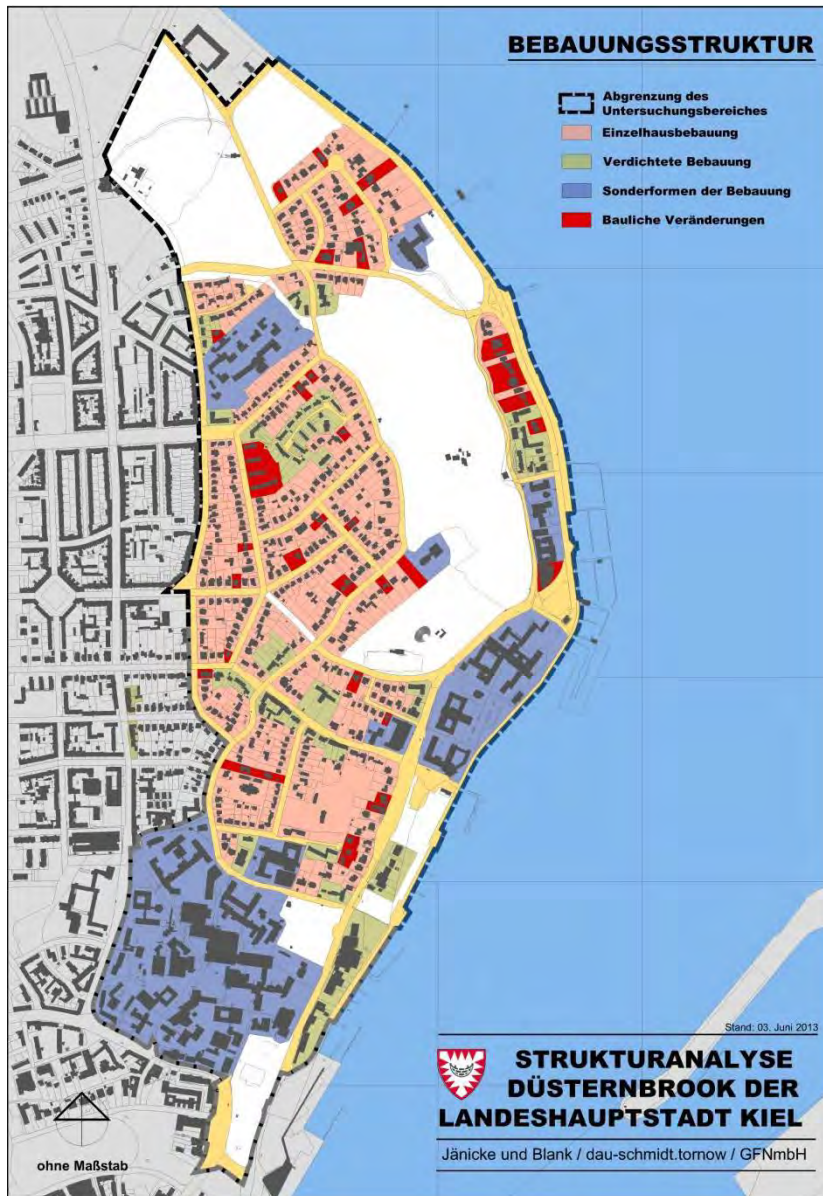 BEBAUUNGSSTRUKTUR
Abgrenzung des
Untersuchungsbereiches
Einzelhausbebauung
Verdichtete Bebauung
Sonderformen der Bebauung
Bauliche Veränderungen
Stand: 03. Juni 2013
STRUKTURANALYSE
DÜSTERNBROOK DER
LANDESHAUPTSTADT KIEL
Jänicke und Blank / dau-schmidt.tornow / GFNmbH
ohne Maßstab